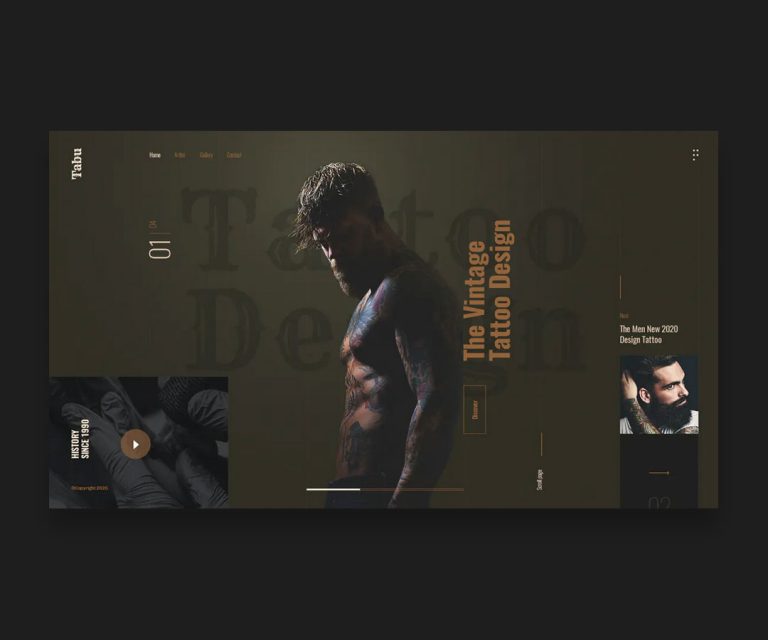 Tabu
Home Artist Gallery Contact
01 04
Tattoo
Design
The Vintage
Tattoo Design
Discover
Next
The Men New 2020
Design Tattoo
HISTORY
SINCE 1990
©Copyright 2020.
Scroll page
02